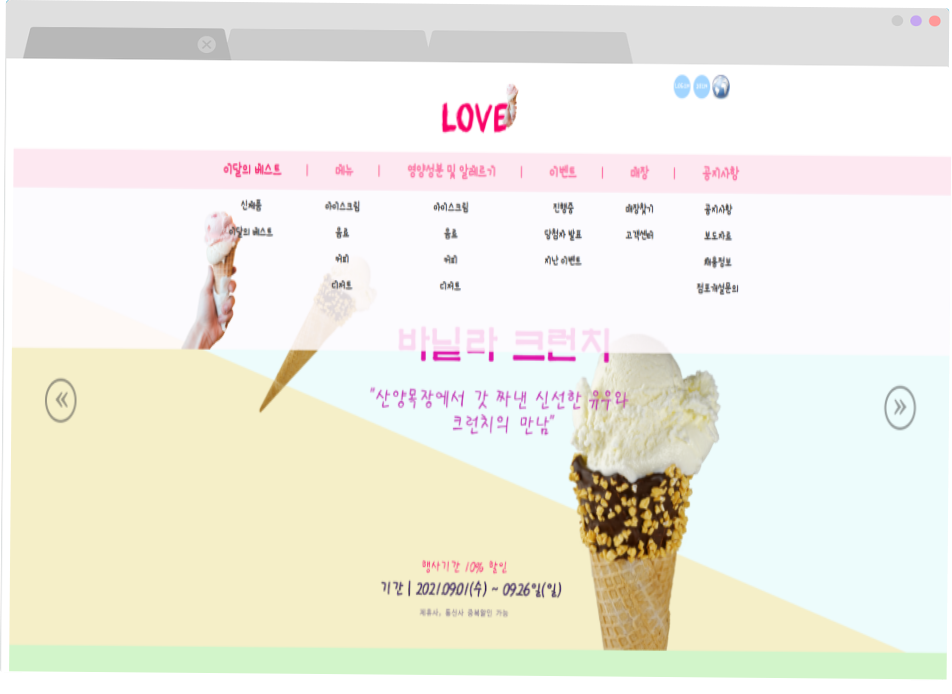 LOVE
이달의 베스트 | 메뉴 | 영양성분 및 알레르기 | 이벤트 | 매장 | 공지사항
신제품 아이스크림 아이스크림 진행중 매장찾기 공지사항
이달의 베스트 음료 음료 당첨자 발표 고객센터 보도자료
커피 커피 지난 이벤트 채용정보
디저트 디저트 점포개설문의
바닐라 크런치
"산양목장에서 갓 짜낸 신선한 우유와
크런치의 만남"
행사기간 10% 할인
기간 | 2021.09.01(수) ~ 09.26일(일)
제휴사, 통신사 중복할인 가능